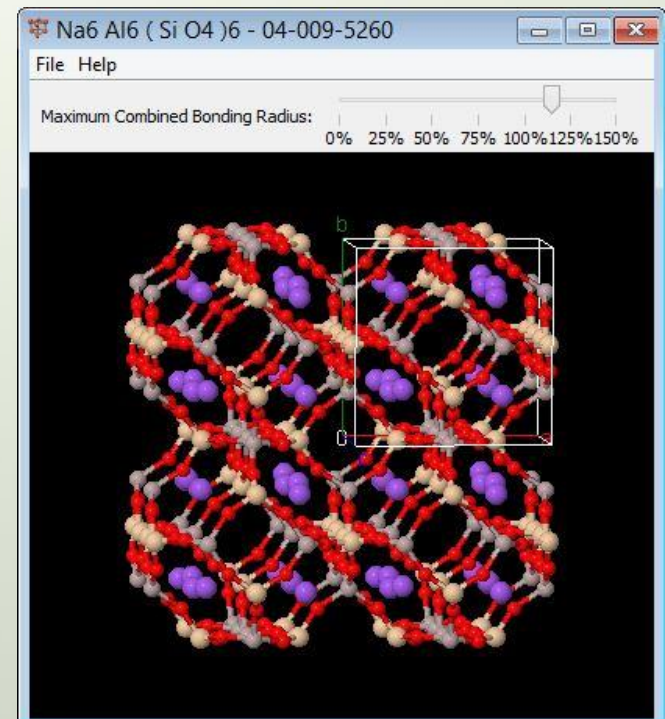 Na6 Al6 ( Si O4 )6 - 04-009-5260
File Help
Maximum Combined Bonding Radius:
0% 25% 50% 75% 100%125%150%
b
0